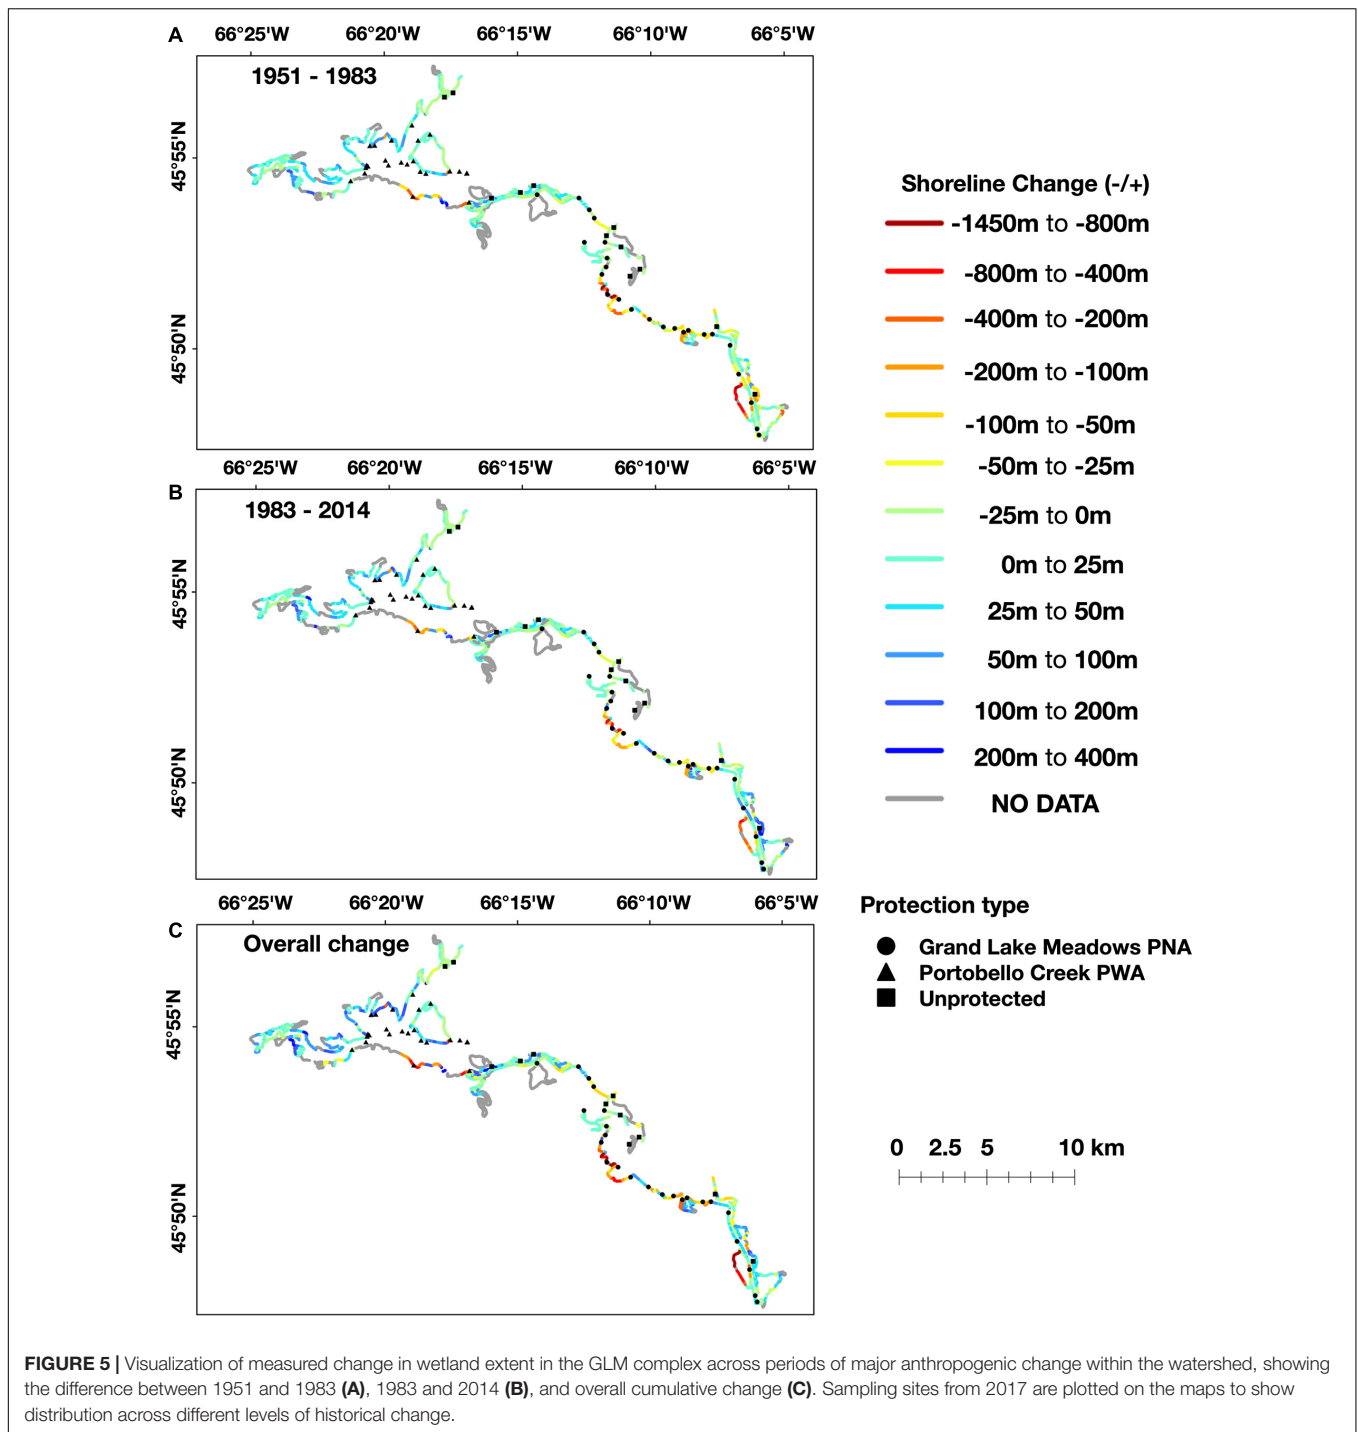 A
66°25'W 66°20'W 66°15'W 66°10'W 66°5'W
1951 - 1983
45°55'N
45°50'N
66°25'W 66°20'W 66°15'W 66°10'W 66°5'W
B
1983 - 2014
45°55'N
45°50'N
66°25'W 66°20'W 66°15'W 66°10'W 66°5'W
C
Overall change
45°55'N
45°50'N
Shoreline Change (-/+)
-1450m to -800m
-800m to -400m
-400m to -200m
-200m to -100m
-100m to -50m
-50m to -25m
-25m to 0m
0m to 25m
25m to 50m
50m to 100m
100m to 200m
200m to 400m
NO DATA
Protection type
Grand Lake Meadows PNA
Portobello Creek PWA
Unprotected
0 2.5 5 10 km
FIGURE 5 | Visualization of measured change in wetland extent in the GLM complex across periods of major anthropogenic change within the watershed, showing
the difference between 1951 and 1983 (A), 1983 and 2014 (B), and overall cumulative change (C). Sampling sites from 2017 are plotted on the maps to show
distribution across different levels of historical change.